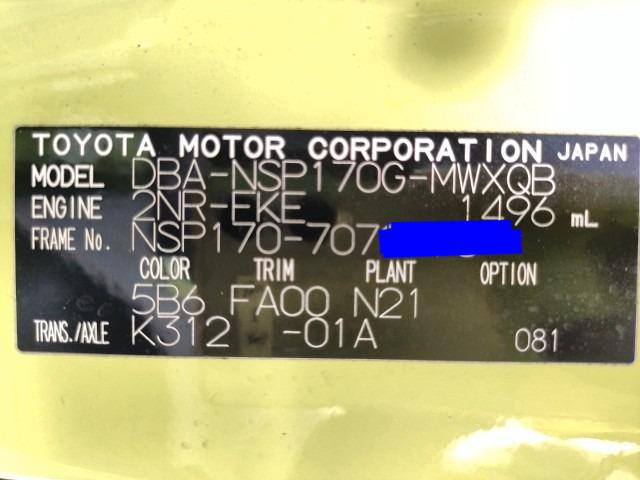 TOYOTA MOTOR CORPORATION JAPAN
MODEL DBA-NSP170G-MWXQB
ENGINE 2NR-FKE 1496 mL
FRAME No. NSP170-707
COLOR TRIM PLANT OPTION
5B6 FA00 N21
TRANS./AXLE K312 -01A 081